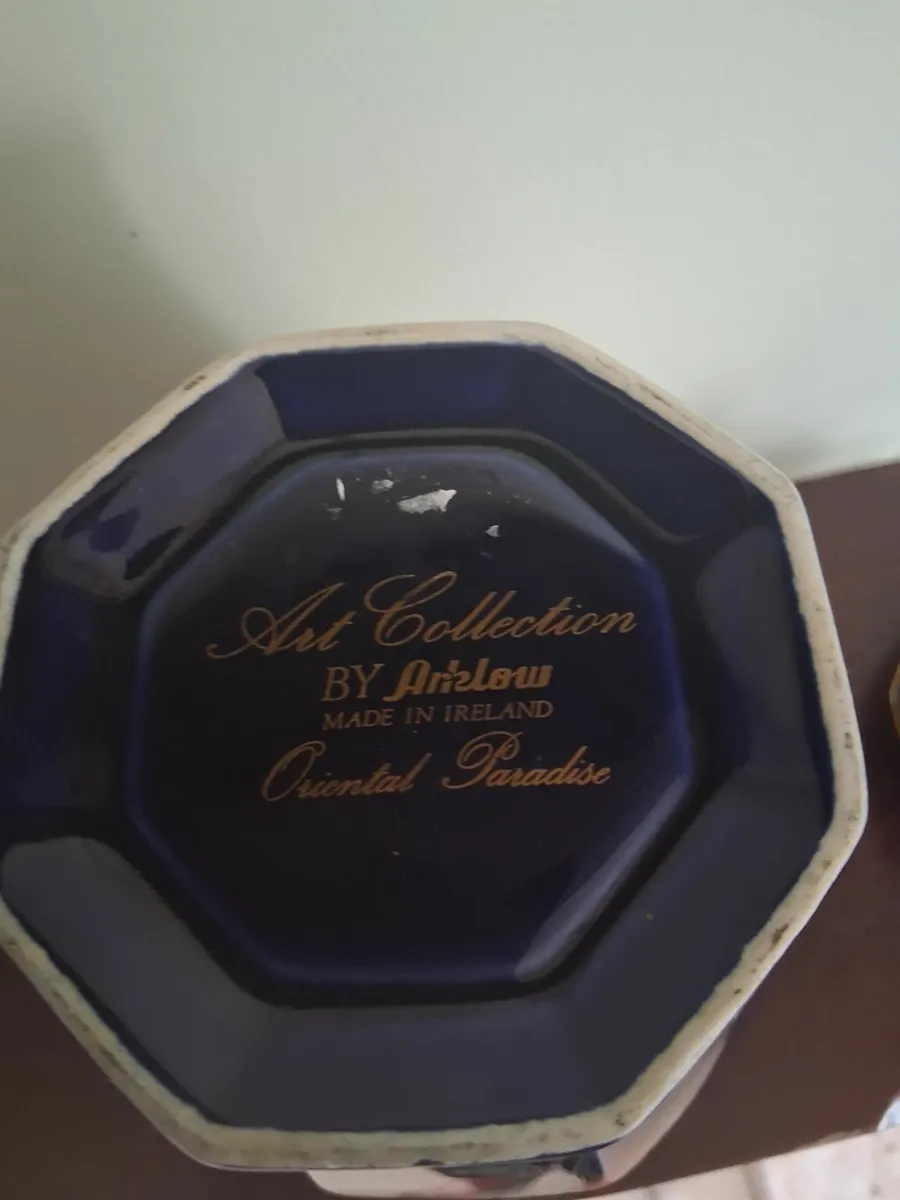 Art Collection
BY Arklow
MADE IN IRELAND
Oriental Paradise